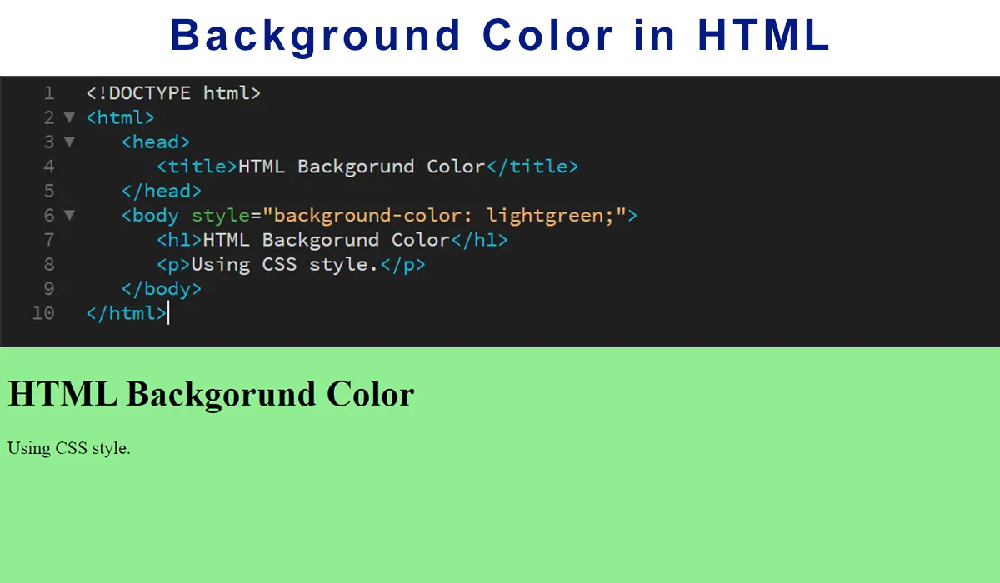 Background Color in HTML
1 <!DOCTYPE html>
2 ▼ <html>
3 ▼ <head>
4 <title>HTML Backgorund Color</title>
5 </head>
6 ▼ <body style="background-color: lightgreen;">
7 <h1>HTML Backgorund Color</h1>
8 <p>Using CSS style.</p>
9 </body>
10 </html>
HTML Backgorund Color
Using CSS style.